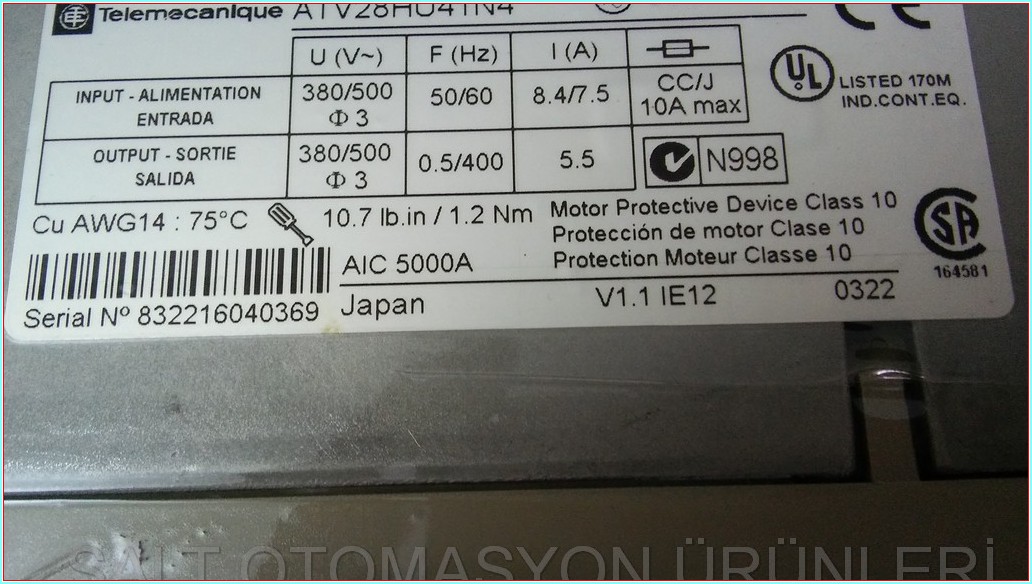 Telemecanique ATV28HU41N4
U (V~) F (Hz) I (A)
INPUT - ALIMENTATION ENTRADA 380/500 Φ 3 50/60 8.4/7.5 CC/J 10A max
OUTPUT - SORTIE SALIDA 380/500 Φ 3 0.5/400 5.5
N998
UL LISTED 170M
IND.CONT.EQ.
Cu AWG14 : 75°C 10.7 lb.in / 1.2 Nm
Motor Protective Device Class 10
Protección de motor Clase 10
Protection Moteur Classe 10
SA
164581
AIC 5000A
Serial Nº 832216040369 Japan V1.1 IE12 0322
SALT OTOMASYON ÜRÜNLERİ